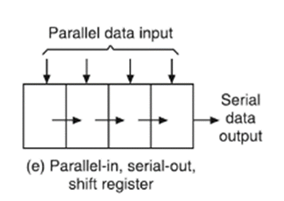 Parallel data input
Serial
data
output
(e) Parallel-in, serial-out,
shift register